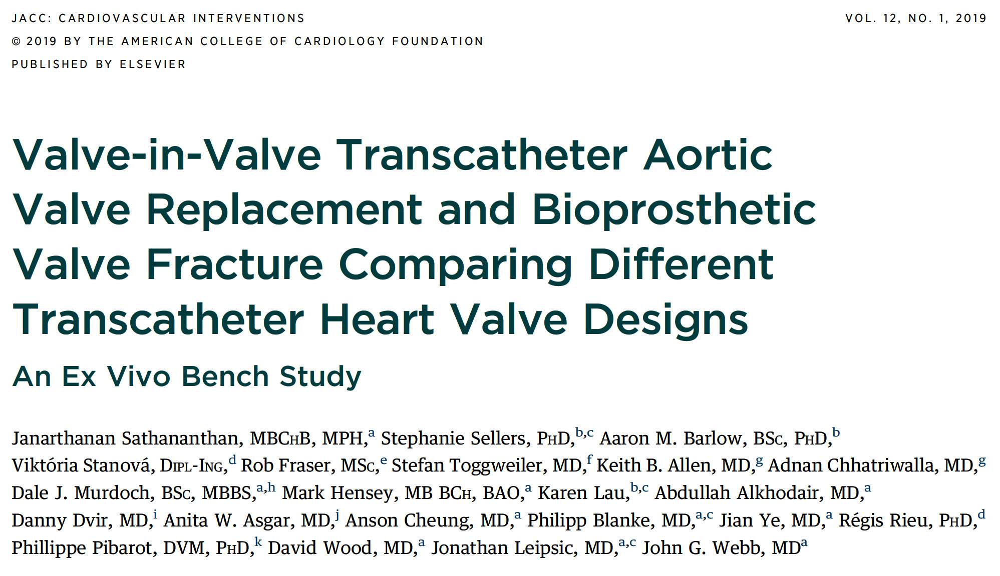 JACC: CARDIOVASCULAR INTERVENTIONS VOL. 12, NO. 1, 2019
© 2019 BY THE AMERICAN COLLEGE OF CARDIOLOGY FOUNDATION
PUBLISHED BY ELSEVIER
Valve-in-Valve Transcatheter Aortic
Valve Replacement and Bioprosthetic
Valve Fracture Comparing Different
Transcatheter Heart Valve Designs
An Ex Vivo Bench Study
Janarthanan Sathananthan, MBCHB, MPH,a Stephanie Sellers, PHD,b,c Aaron M. Barlow, BSC, PHD,b
Viktória Stanová, DIPL-ING,d Rob Fraser, MSC,e Stefan Toggweiler, MD,f Keith B. Allen, MD,g Adnan Chhatriwalla, MD,g
Dale J. Murdoch, BSC, MBBS,a,h Mark Hensey, MB BCH, BAO,a Karen Lau,b,c Abdullah Alkhodair, MD,a
Danny Dvir, MD,i Anita W. Asgar, MD,j Anson Cheung, MD,a Philipp Blanke, MD,a,c Jian Ye, MD,a Régis Rieu, PHD,d
Phillippe Pibarot, DVM, PHD,k David Wood, MD,a Jonathan Leipsic, MD,a,c John G. Webb, MDa